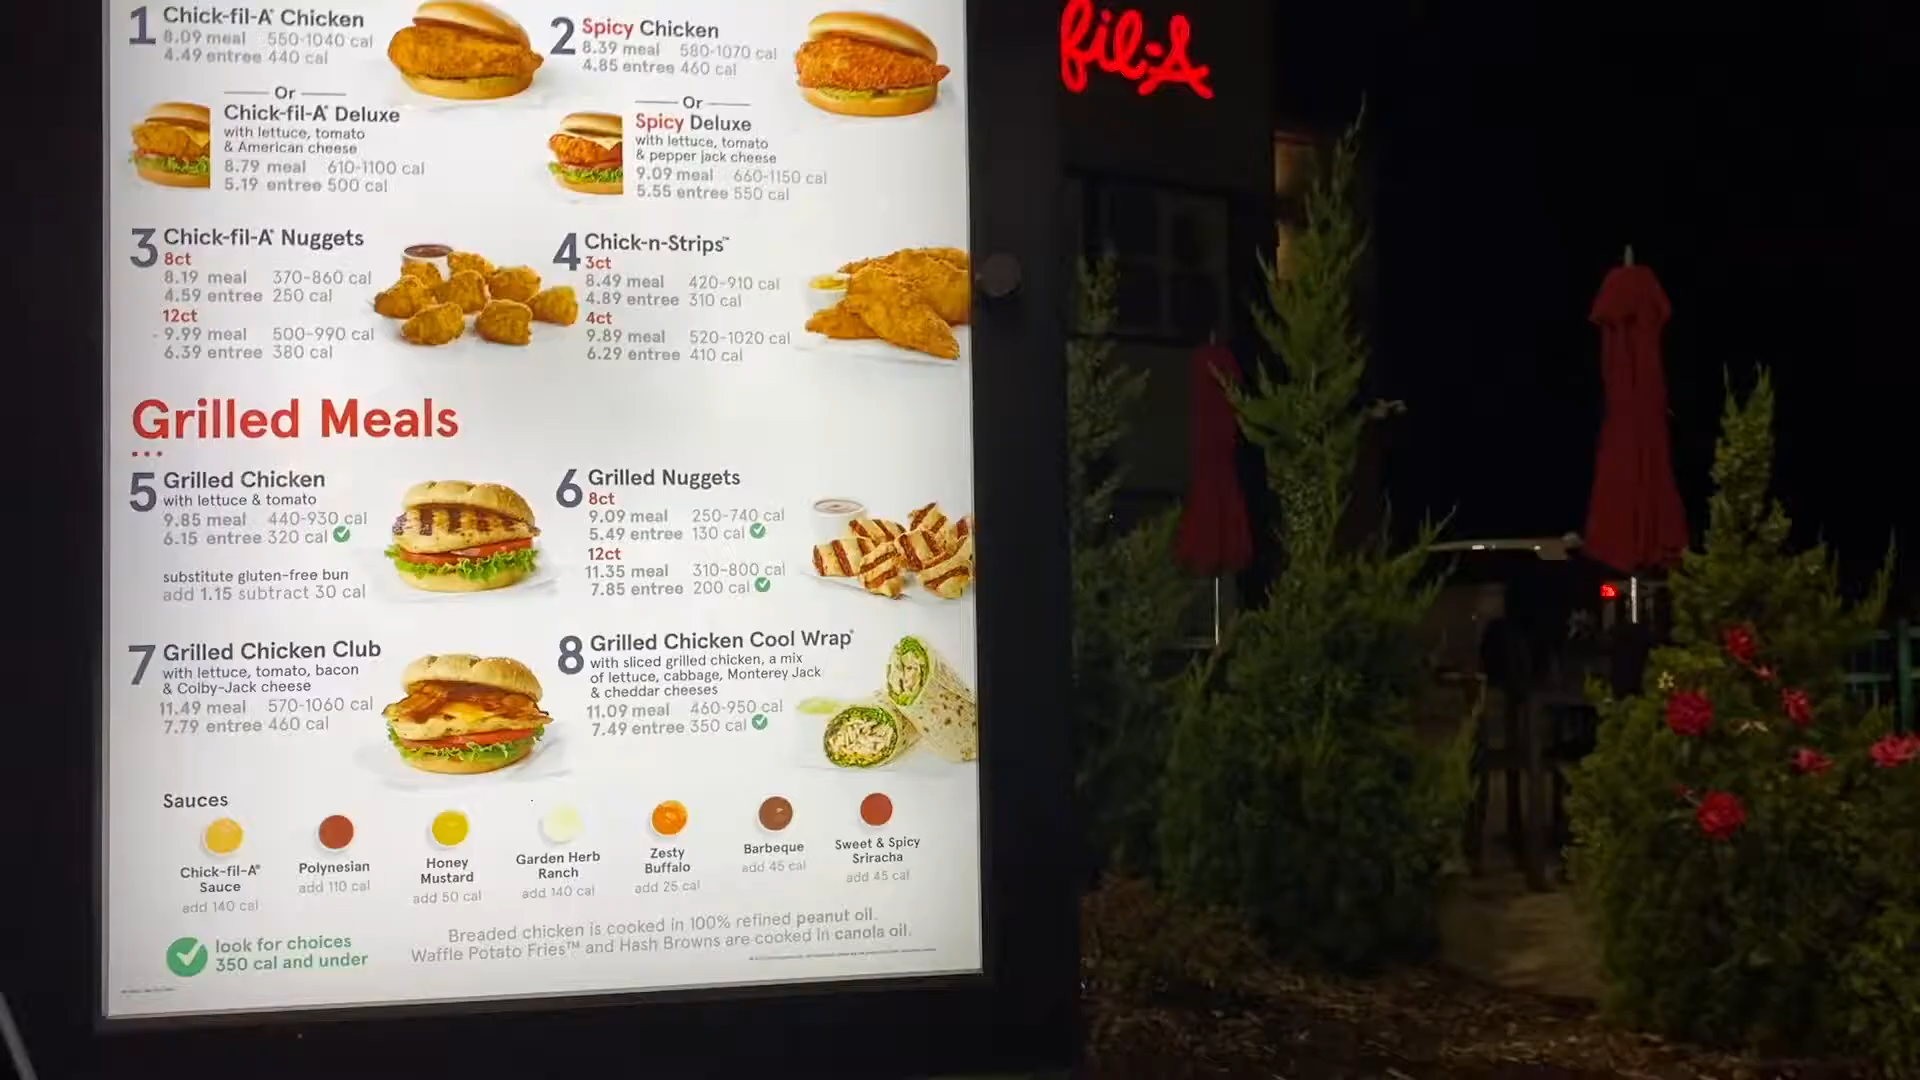 1 Chick-fil-A® Chicken
8.09 meal 550-1040 cal
4.49 entree 440 cal
Or
Chick-fil-A® Deluxe
with lettuce, tomato
& American cheese
8.79 meal 610-1100 cal
5.19 entree 500 cal
2 Spicy Chicken
8.39 meal 580-1070 cal
4.85 entree 460 cal
Or
Spicy Deluxe
with lettuce, tomato
& pepper jack cheese
9.09 meal 660-1150 cal
5.55 entree 550 cal
3 Chick-fil-A® Nuggets
8ct
8.19 meal 370-860 cal
4.59 entree 250 cal
12ct
9.99 meal 500-990 cal
6.39 entree 380 cal
4 Chick-n-Strips™
3ct
8.49 meal 420-910 cal
4.89 entree 310 cal
4ct
9.89 meal 520-1020 cal
6.29 entree 410 cal
Grilled Meals
5 Grilled Chicken
with lettuce & tomato
9.85 meal 440-930 cal
6.15 entree 320 cal
substitute gluten-free bun
add 1.15 subtract 30 cal
6 Grilled Nuggets
8ct
9.09 meal 250-740 cal
5.49 entree 130 cal
12ct
11.35 meal 310-800 cal
7.85 entree 200 cal
7 Grilled Chicken Club
with lettuce, tomato, bacon
& Colby-Jack cheese
11.49 meal 570-1060 cal
7.79 entree 460 cal
8 Grilled Chicken Cool Wrap®
with sliced grilled chicken, a mix
of lettuce, cabbage, Monterey Jack
& cheddar cheeses
11.09 meal 460-950 cal
7.49 entree 350 cal
Sauces
Chick-fil-A®
Sauce
add 140 cal
Polynesian
add 110 cal
Honey
Mustard
add 50 cal
Garden Herb
Ranch
add 140 cal
Zesty
Buffalo
add 25 cal
Barbeque
add 45 cal
Sweet & Spicy
Sriracha
add 45 cal
look for choices
350 cal and under
Breaded chicken is cooked in 100% refined peanut oil.
Waffle Potato Fries™ and Hash Browns are cooked in canola oil.
fil-A